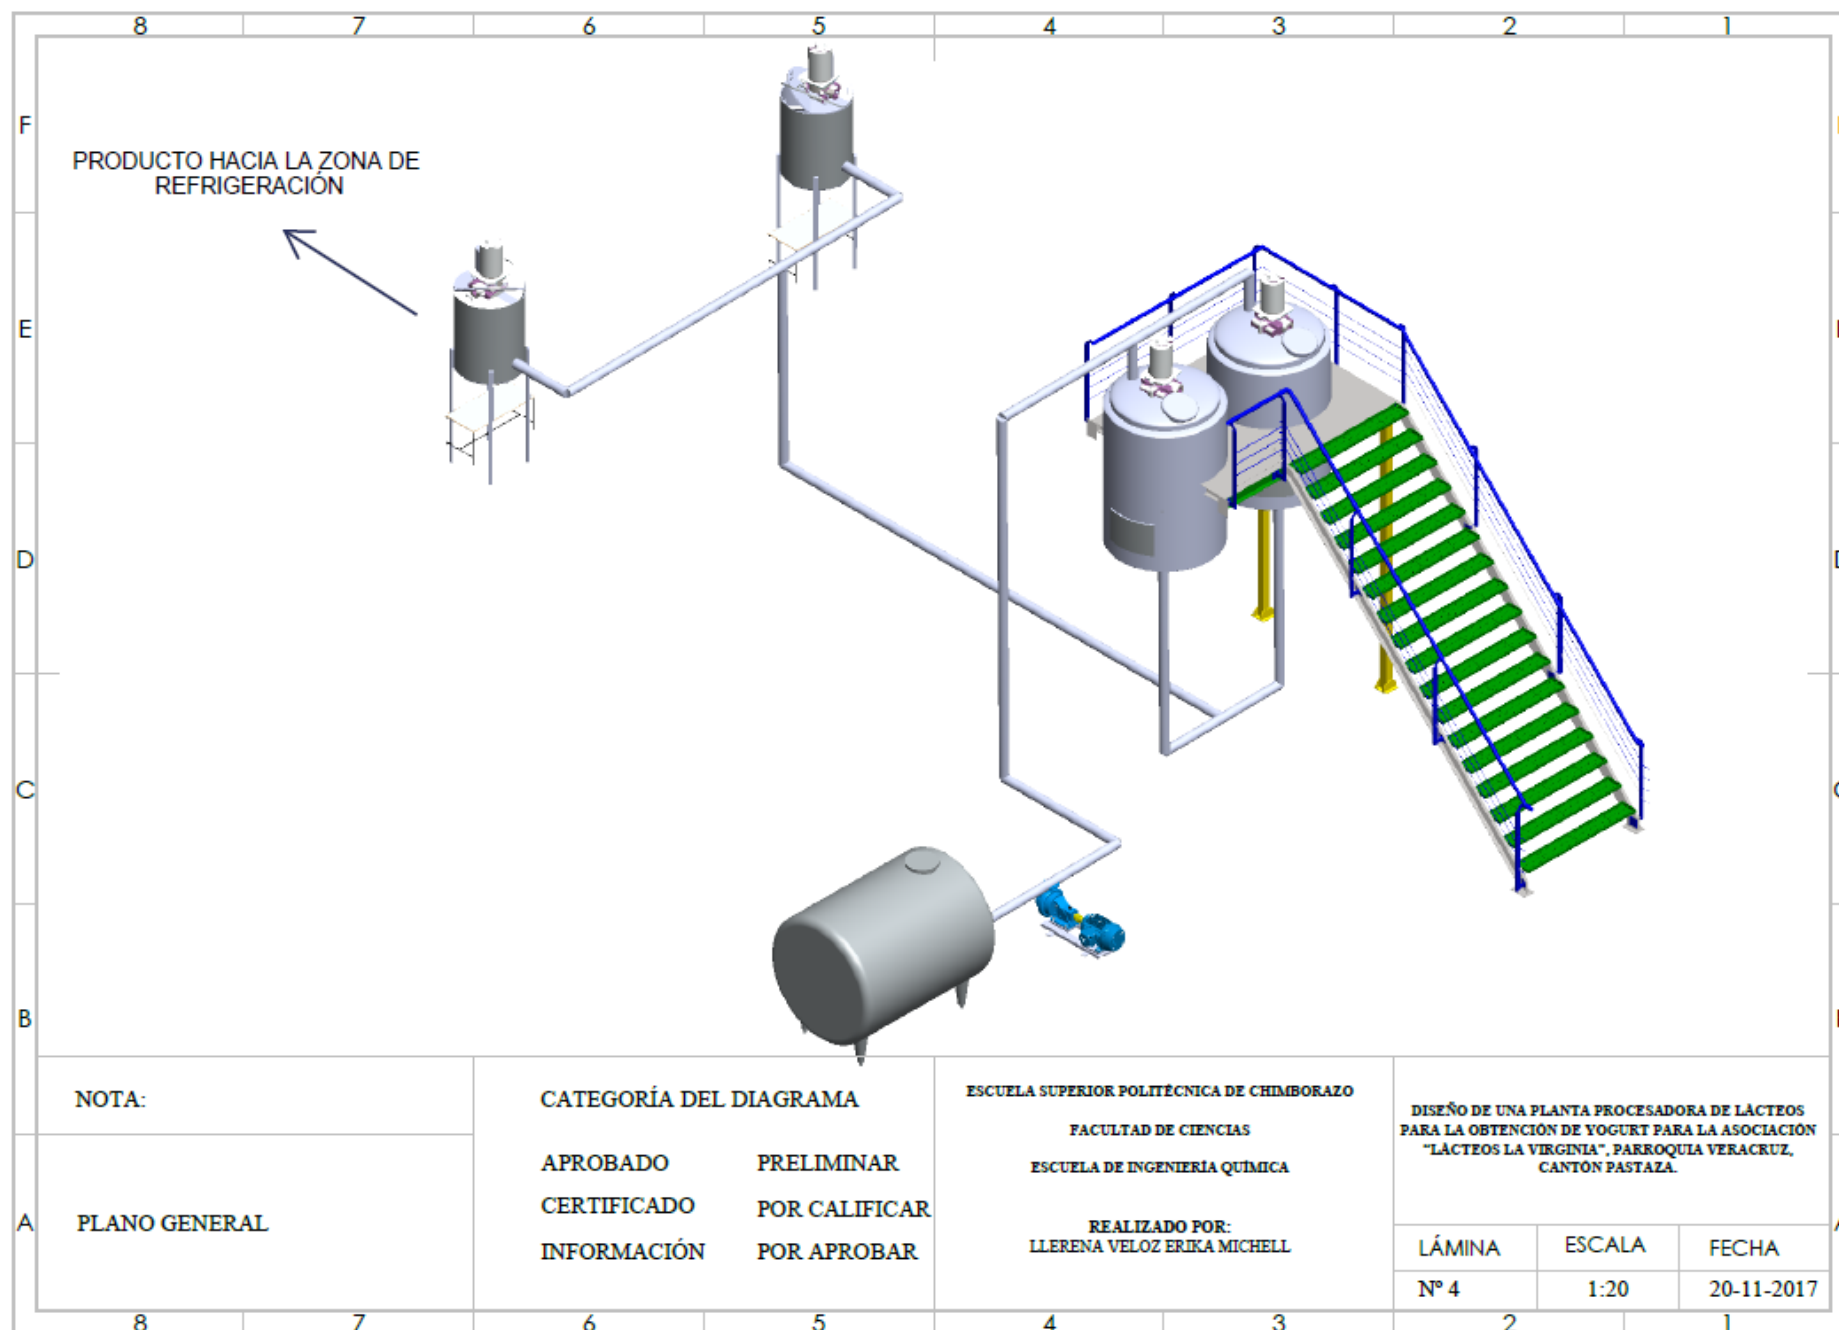 8 7 6 5 4 3 2 1
F
E
D
C
B
A
PRODUCTO HACIA LA ZONA DE
REFRIGERACIÓN
NOTA:
PLANO GENERAL
CATEGORÍA DEL DIAGRAMA
APROBADO PRELIMINAR
CERTIFICADO POR CALIFICAR
INFORMACIÓN POR APROBAR
ESCUELA SUPERIOR POLITÉCNICA DE CHIMBORAZO
FACULTAD DE CIENCIAS
ESCUELA DE INGENIERÍA QUÍMICA
REALIZADO POR:
LLERENA VELOZ ERIKA MICHELL
DISEÑO DE UNA PLANTA PROCESADORA DE LÁCTEOS
PARA LA OBTENCIÓN DE YOGURT PARA LA ASOCIACIÓN
“LÁCTEOS LA VIRGINIA”, PARROQUIA VERACRUZ,
CANTÓN PASTAZA.
LÁMINA ESCALA FECHA
Nº 4 1:20 20-11-2017
8 7 6 5 4 3 2 1